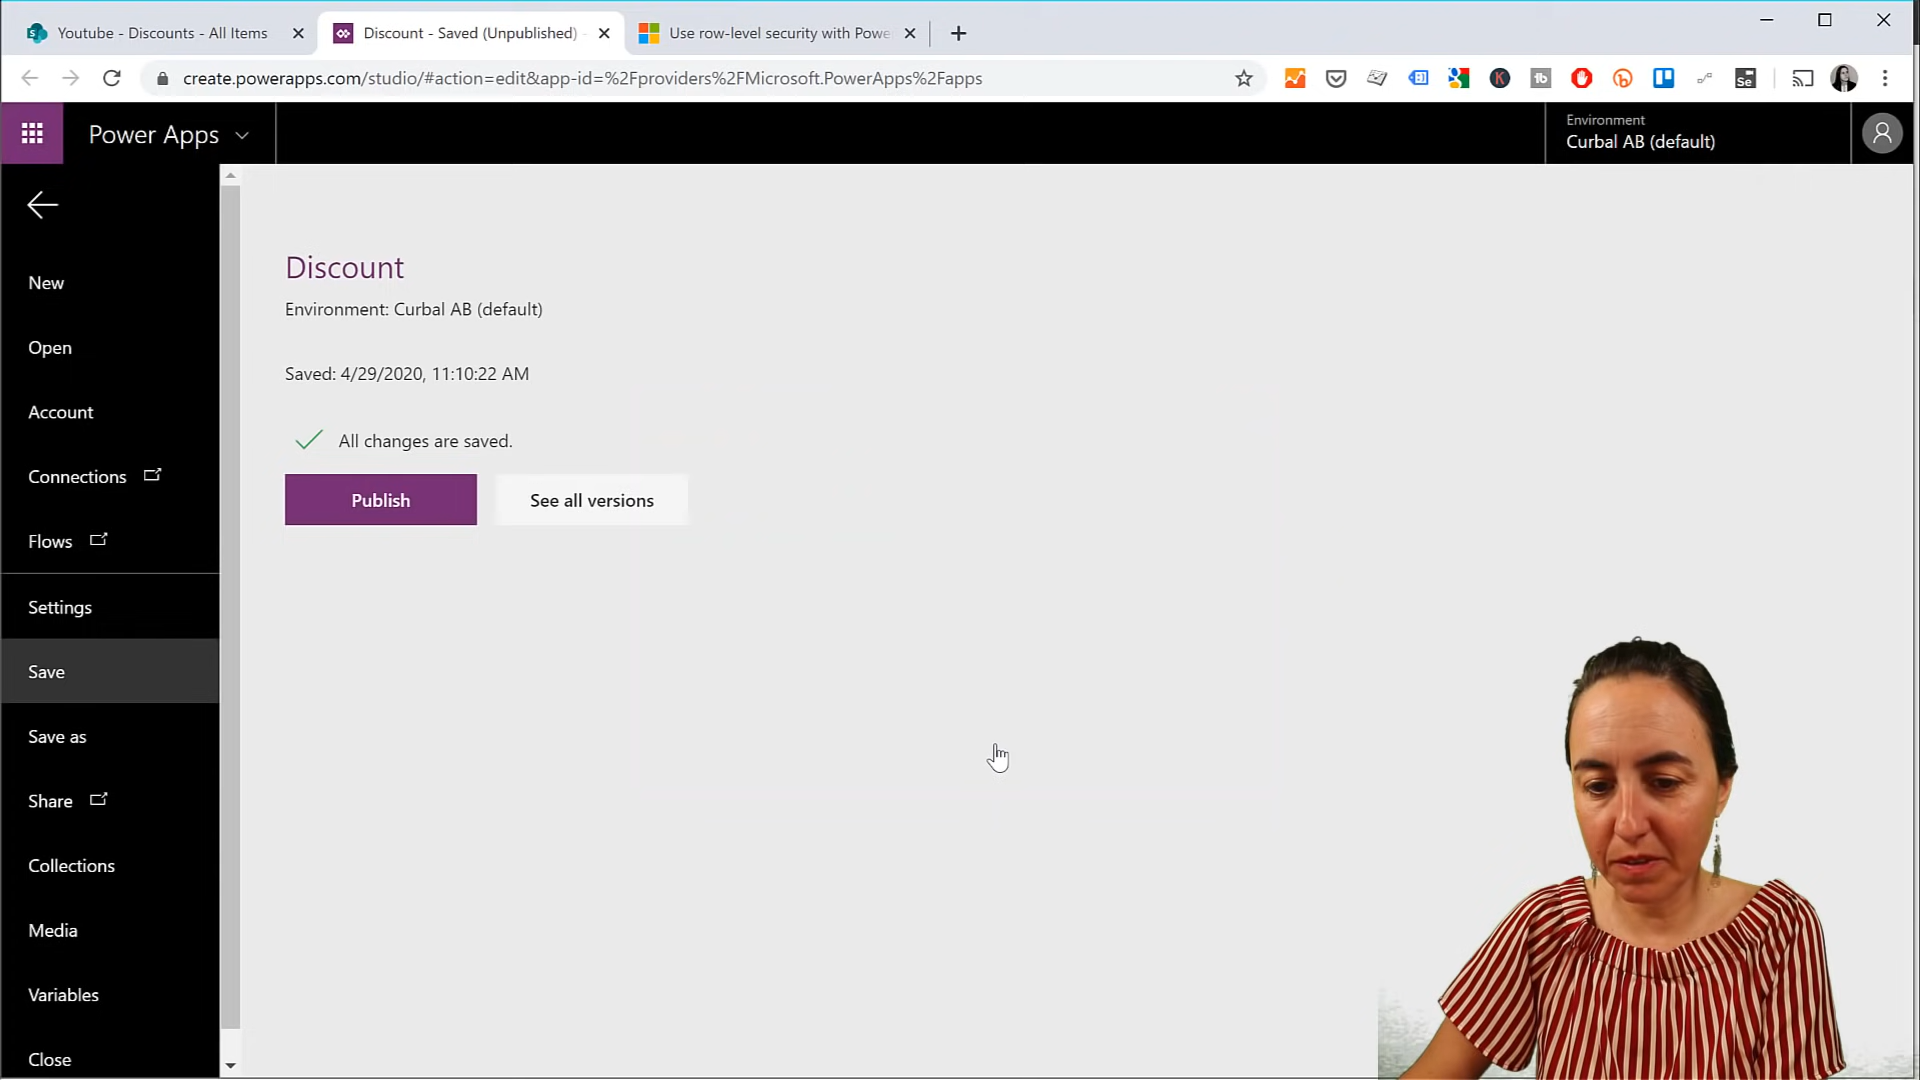 Youtube - Discounts - All Items
Discount - Saved (Unpublished) -
Use row-level security with Powe
create.powerapps.com/studio/#action=edit&app-id=%2Fproviders%2FMicrosoft.PowerApps%2Fapps
Power Apps
Environment
Curbal AB (default)
New
Open
Account
Connections
Flows
Settings
Save
Save as
Share
Collections
Media
Variables
Close
Discount
Environment: Curbal AB (default)
Saved: 4/29/2020, 11:10:22 AM
All changes are saved.
Publish
See all versions